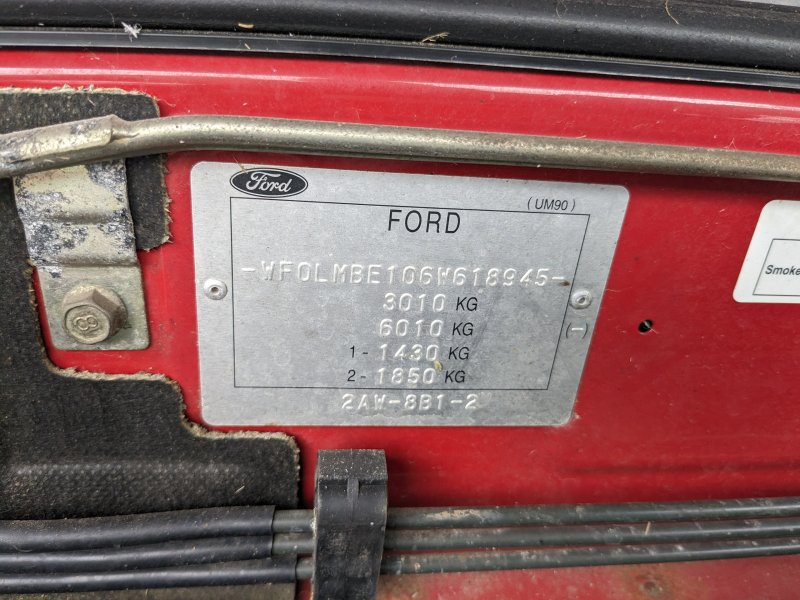 Ford
(UM90)
FORD
-WF0LMBE106W618945-
3010 KG
6010 KG
(-)
1- 1430 KG
2- 1850 KG
2AW-8B1-2
Smoke